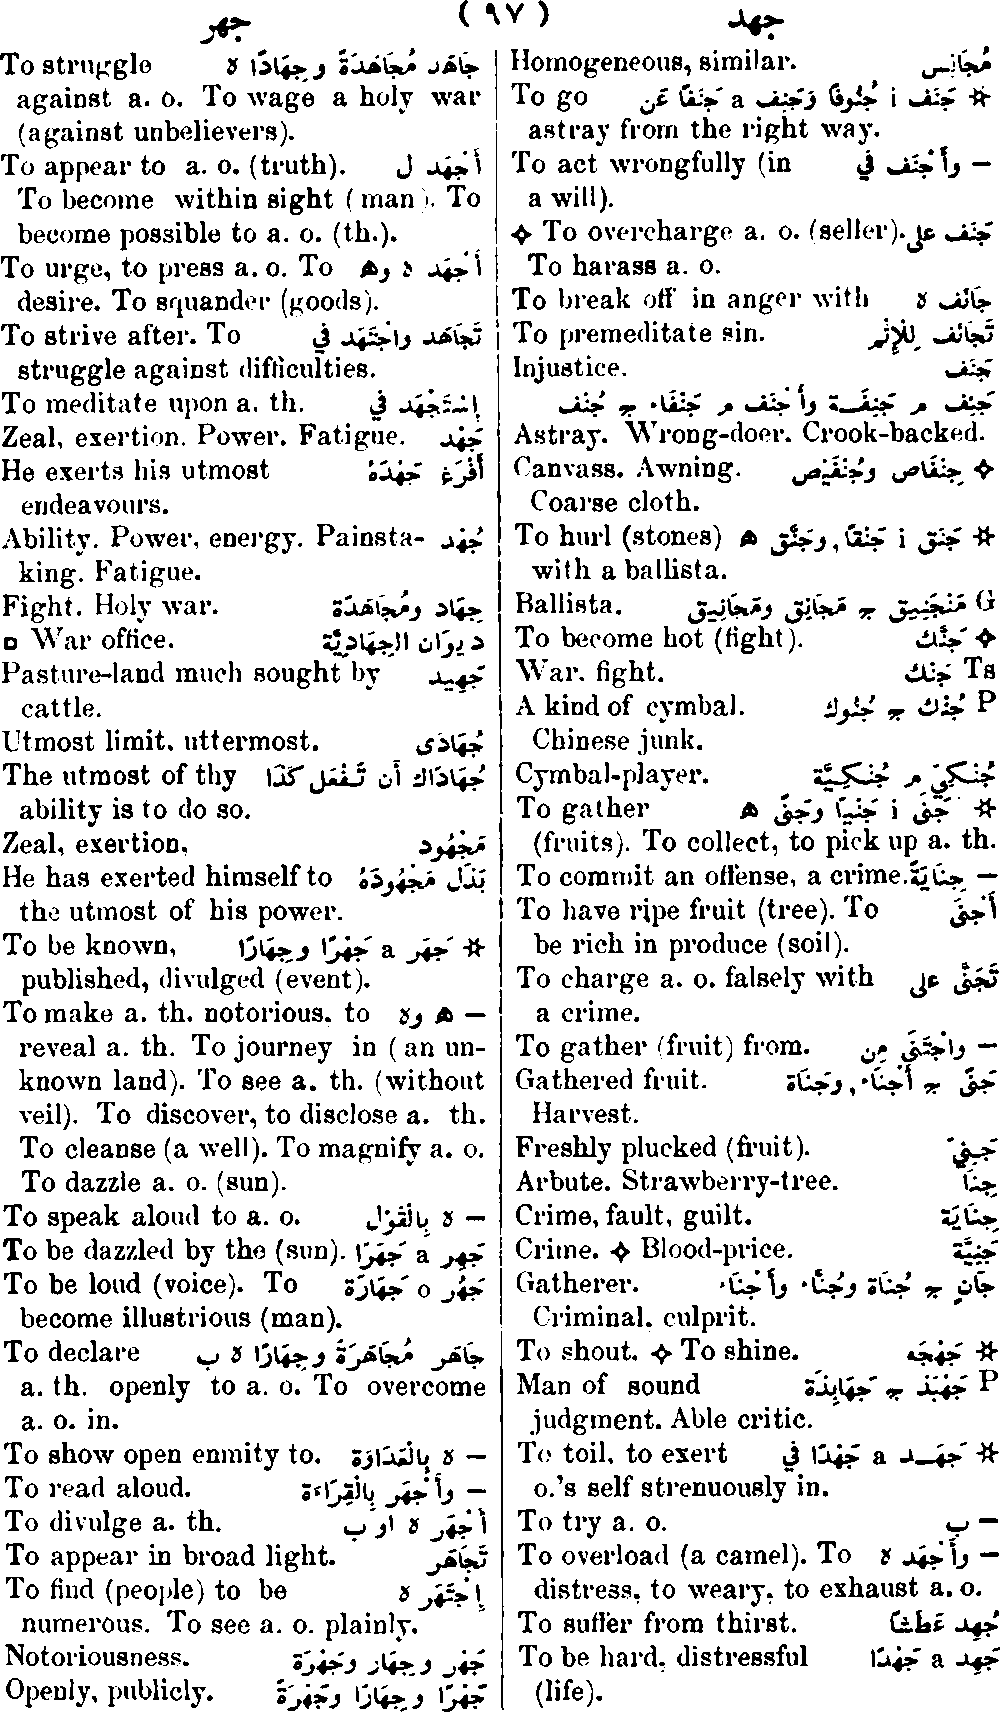 جهد ( ٩٧ ) جهر
Homogeneous, similar. مُجَانِس
To go ✲ جَنَف i جُنُوفًا وَجَنِف a جَنَفًا عَن
astray from the right way.
To act wrongfully (in — وأَجْنَف في
a will).
✧ To overcharge a. o. (seller). جَنَّف على
To harass a. o.
To break off in anger with جَانَف ه
To premeditate sin. تَجَانَف لِلْإِثْم
Injustice. جَنَف
جَنِف م جَنِفَة وأَجْنَف م جَنْفَاء ج جُنْف
Astray. Wrong-doer. Crook-backed.
Canvass. Awning. ✧ جِنْفَاص وجُنْفَيْص
Coarse cloth.
To hurl (stones) ✲ جَنَق i جَنْقًا, وجَنَّق ه
with a ballista.
Ballista. G مَنْجَنِيق ج مَجَانِق ومَجَانِيق
To become hot (fight). ✧ جَنَّك
War. fight. Ts جَنْك
A kind of cymbal. P جُنْك ج جُنُوك
Chinese junk.
Cymbal-player. جُنْكِيّ م جُنْكِيَّة
To gather ✲ جَنَى i جَنْيًا وجَنًى ه
(fruits). To collect, to pick up a. th.
To commit an offense, a crime. — جِنَايَةً
To have ripe fruit (tree). To أَجْنَى
be rich in produce (soil).
To charge a. o. falsely with تَجَنَّى على
a crime.
To gather (fruit) from. — واجْتَنَى مِن
Gathered fruit. جَنًى ج أَجْنَاء, وجَنَاة
Harvest.
Freshly plucked (fruit). جَنِيّ
Arbute. Strawberry-tree. جِنَا
Crime, fault, guilt. جِنَايَة
Crime. ✧ Blood-price. جَنِيَّة
Gatherer. جَانٍ ج جُنَاة وجُنَّاء وأَجْنَاء
Criminal. culprit.
To shout. ✧ To shine. ✲ جَهْجَه
Man of sound P جَهْبَذ ج جَهَابِذَة
judgment. Able critic.
To toil, to exert ✲ جَهَد a جَهْدًا في
o.'s self strenuously in.
To try a. o. — ب
To overload (a camel). To — وأَجْهَد ه
distress, to weary, to exhaust a. o.
To suffer from thirst. جُهِد عَطَشًا
To be hard, distressful جَهِد a جَهَدًا
(life).
To struggle جَاهَد مُجَاهَدَةً وجِهَادًا ه
against a. o. To wage a holy war
(against unbelievers).
To appear to a. o. (truth). أَجْهَد ل
To become within sight (man). To
become possible to a. o. (th.).
To urge, to press a. o. To أَجْهَد ه وه
desire. To squander (goods).
To strive after. To تَجَاهَد واجْتَهَد في
struggle against difficulties.
To meditate upon a. th. إِسْتَجْهَد في
Zeal, exertion. Power. Fatigue. جَهْد
He exerts his utmost أَفْرَغ جَهْدَهُ
endeavours.
Ability. Power, energy. Painsta- جُهْد
king. Fatigue.
Fight. Holy war. جِهَاد ومُجَاهَدَة
▫ War office. دِيوَان الجِهَادِيَّة
Pasture-land much sought by جَهِيد
cattle.
Utmost limit, uttermost. جُهَادَى
The utmost of thy جُهَادَاك أَن تَفْعَل كَذَا
ability is to do so.
Zeal, exertion, مَجْهُود
He has exerted himself to بَذَل مَجْهُودَهُ
the utmost of his power.
To be known, ✲ جَهَر a جَهْرًا وجِهَارًا
published, divulged (event).
To make a. th. notorious. to — ه وه
reveal a. th. To journey in (an un-
known land). To see a. th. (without
veil). To discover, to disclose a. th.
To cleanse (a well). To magnify a. o.
To dazzle a. o. (sun).
To speak aloud to a. o. — ه بِالْقَوْل
To be dazzled by the (sun). جَهِر a جَهَرًا
To be loud (voice). To جَهُر o جَهَارَة
become illustrious (man).
To declare جَاهَر مُجَاهَرَةً وجِهَارًا ه ب
a. th. openly to a. o. To overcome
a. o. in.
To show open enmity to. — ه بِالْعَدَاوَة
To read aloud. — وأَجْهَر بِالْقِرَاءَة
To divulge a. th. أَجْهَر ه او ب
To appear in broad light. تَجَاهَر
To find (people) to be إِجْتَهَر ه
numerous. To see a. o. plainly.
Notoriousness. جَهْر وجِهَار وجَهْرَة
Openly, publicly. جَهْرًا وجِهَارًا وجَهْرَةً